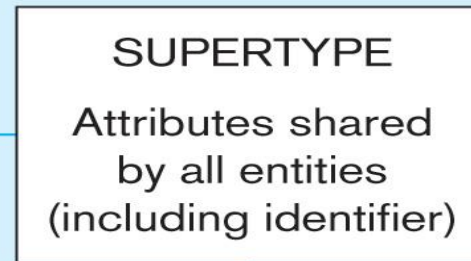 SUPERTYPE
Attributes shared
by all entities
(including identifier)